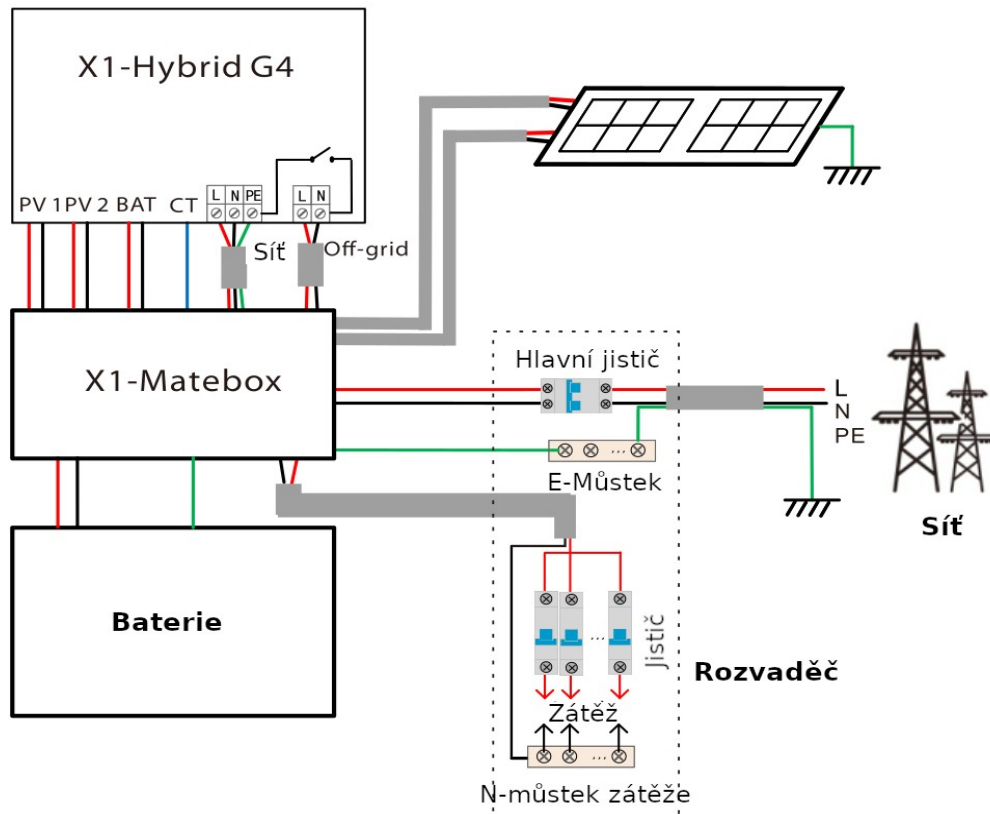 X1-Hybrid G4
PV 1 PV 2 BAT CT
L N PE
L N
Síť
Off-grid
X1-Matebox
Hlavní jistič
L
N
PE
E-Můstek
Síť
Baterie
Jistič
...
Rozvaděč
Zátěž
...
N-můstek zátěže